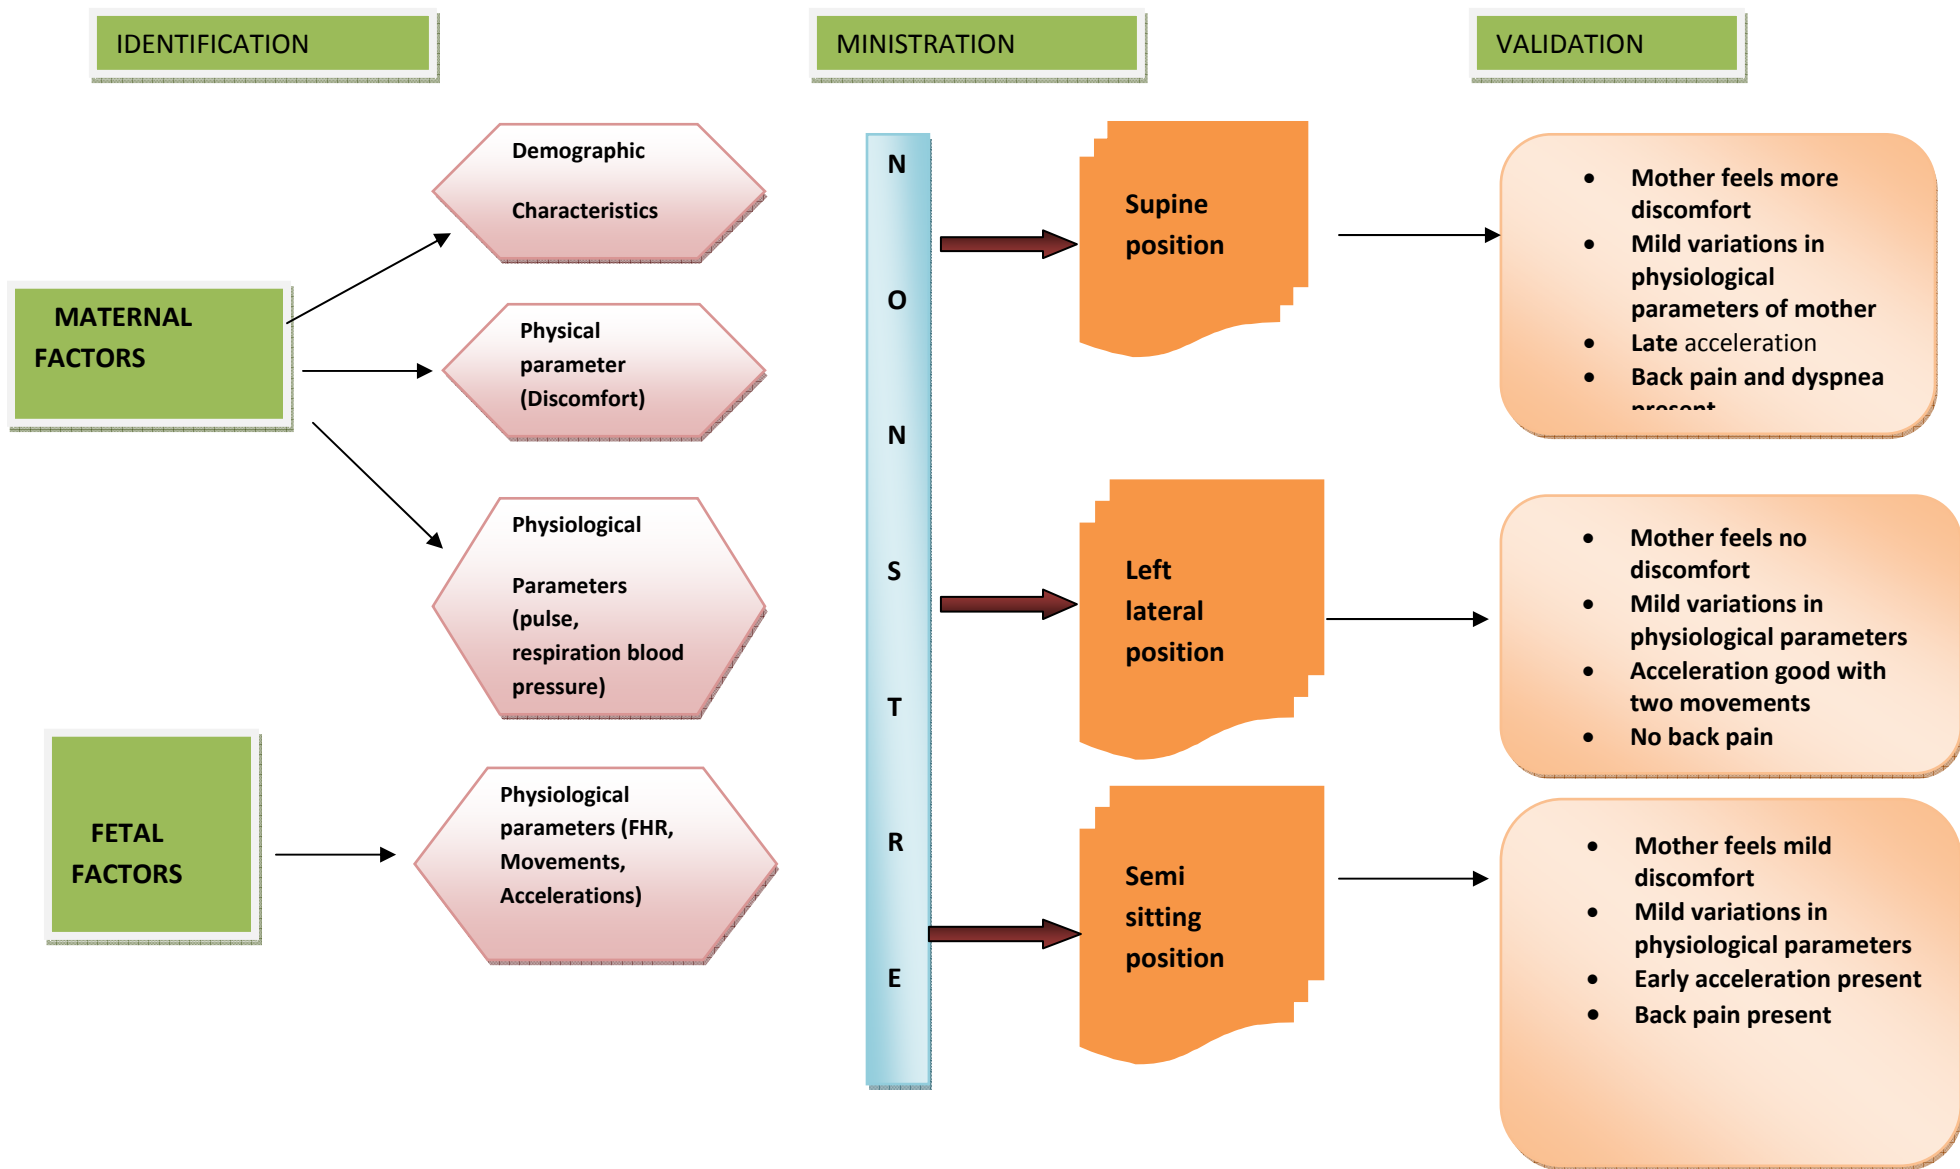 IDENTIFICATION
MINISTRATION
VALIDATION
Demographic
Characteristics
MATERNAL
FACTORS
Physical
parameter
(Discomfort)
Physiological
Parameters
(pulse,
respiration blood
pressure)
FETAL
FACTORS
Physiological
parameters (FHR,
Movements,
Accelerations)
N
O
N
S
T
R
E
Supine
position
Left
lateral
position
Semi
sitting
position
• Mother feels more
discomfort
• Mild variations in
physiological
parameters of mother
• Late acceleration
• Back pain and dyspnea
present
• Mother feels no
discomfort
• Mild variations in
physiological parameters
• Acceleration good with
two movements
• No back pain
• Mother feels mild
discomfort
• Mild variations in
physiological parameters
• Early acceleration present
• Back pain present